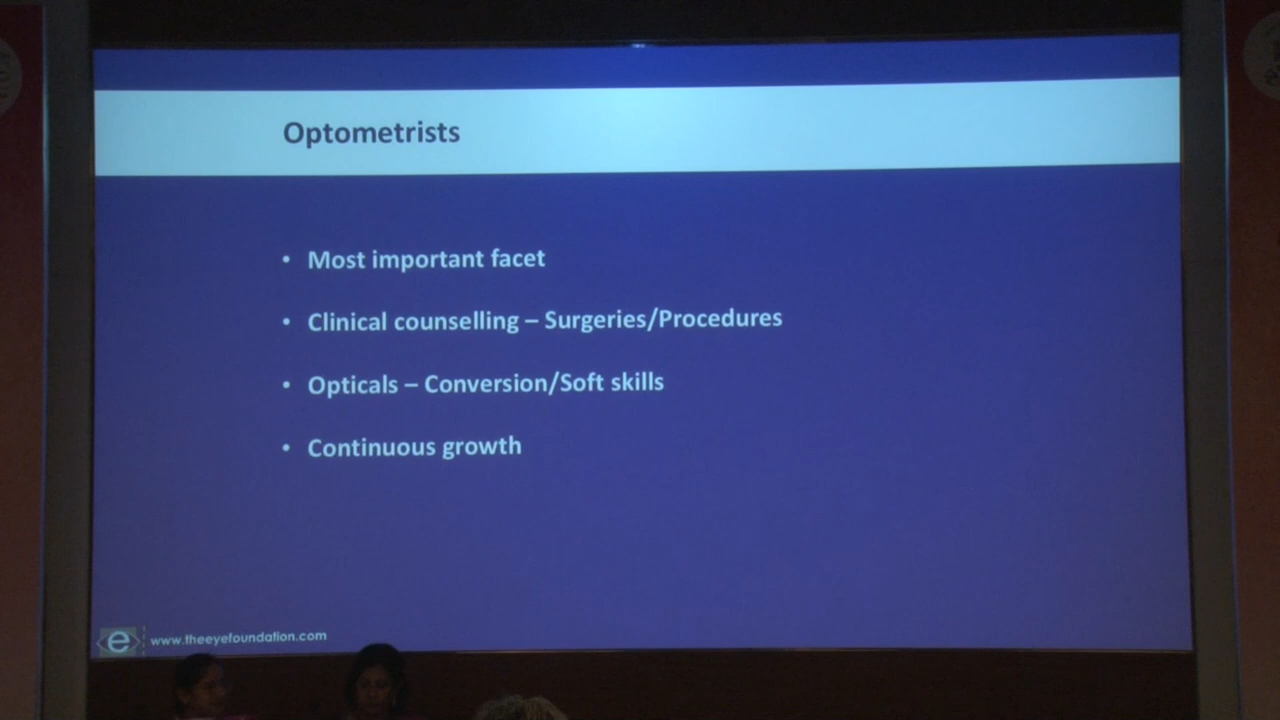 Optometrists
• Most important facet
• Clinical counselling – Surgeries/Procedures
• Opticals – Conversion/Soft skills
• Continuous growth
e
www.theeyefoundation.com